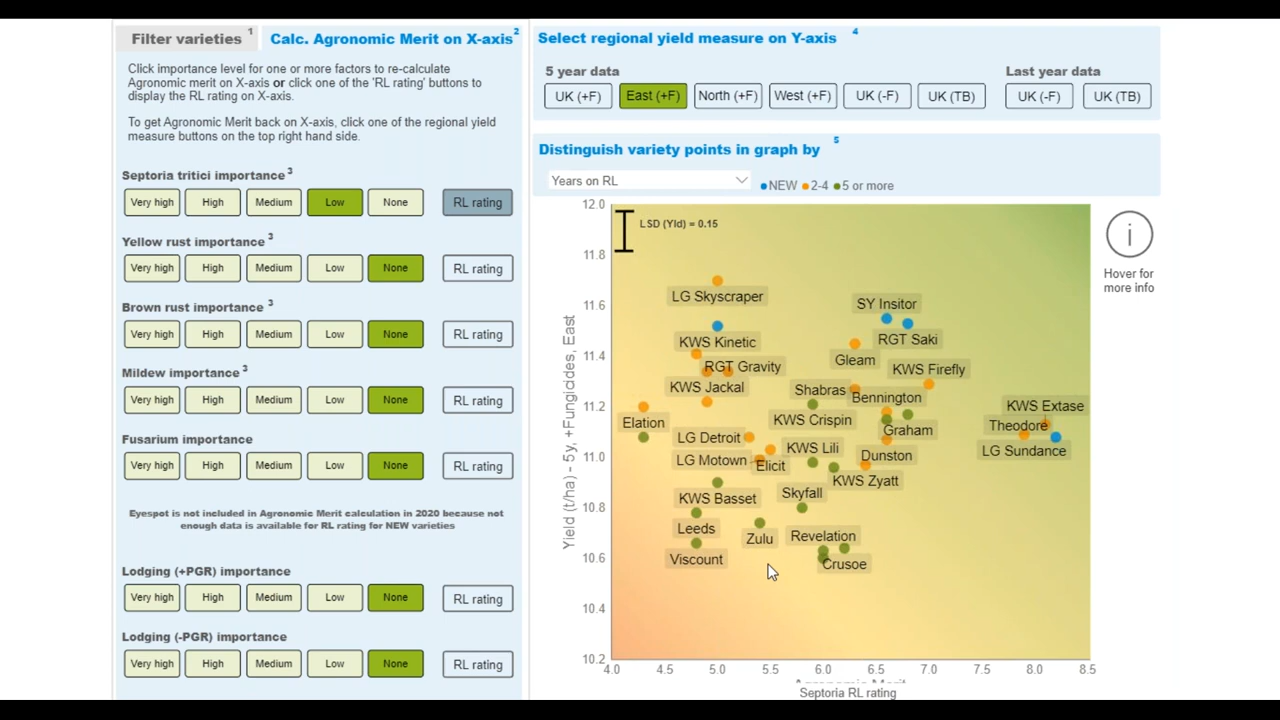 Filter varieties 1
Calc. Agronomic Merit on X-axis 2
Click importance level for one or more factors to re-calculate
Agronomic merit on X-axis or click one of the 'RL rating' buttons to
display the RL rating on X-axis.
To get Agronomic Merit back on X-axis, click one of the regional yield
measure buttons on the top right hand side.
Septoria tritici importance 3
Very high High Medium Low None RL rating
Yellow rust importance 3
Very high High Medium Low None RL rating
Brown rust importance 3
Very high High Medium Low None RL rating
Mildew importance 3
Very high High Medium Low None RL rating
Fusarium importance
Very high High Medium Low None RL rating
Eyespot is not included in Agronomic Merit calculation in 2020 because not
enough data is available for RL rating for NEW varieties
Lodging (+PGR) importance
Very high High Medium Low None RL rating
Lodging (-PGR) importance
Very high High Medium Low None RL rating
Select regional yield measure on Y-axis 4
5 year data
Last year data
UK (+F) East (+F) North (+F) West (+F) UK (-F) UK (TB) UK (-F) UK (TB)
Distinguish variety points in graph by 5
Years on RL
NEW 2-4 5 or more
LSD (Yld) = 0.15
i
Hover for
more info
Yield (t/ha) - 5y, +Fungicides, East
12.0
11.8
11.6
11.4
11.2
11.0
10.8
10.6
10.4
10.2
LG Skyscraper
SY Insitor
KWS Kinetic
RGT Saki
Gleam
RGT Gravity
KWS Firefly
KWS Jackal
Shabras
Bennington
KWS Extase
Elation
KWS Crispin
Graham
Theodore
LG Detroit
KWS Lili
LG Sundance
LG Motown
Elicit
Dunston
KWS Zyatt
KWS Basset
Skyfall
Leeds
Zulu
Revelation
Viscount
Crusoe
4.0 4.5 5.0 5.5 6.0 6.5 7.0 7.5 8.0 8.5
Agronomic Merit
Septoria RL rating